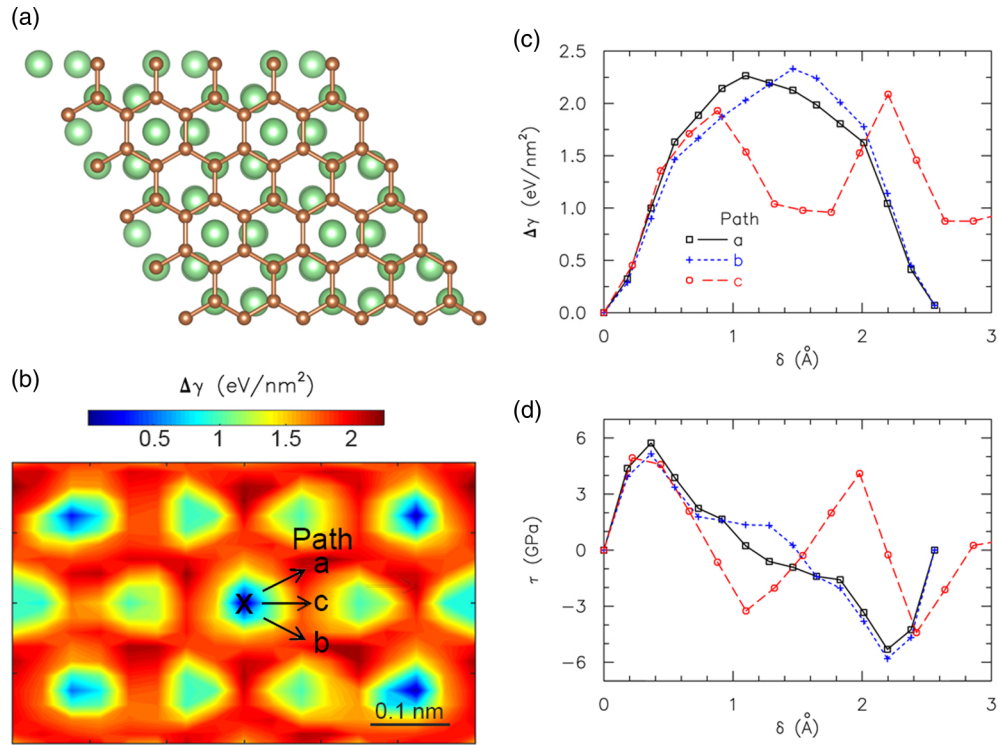 (a)
(b)
Δγ (eV/nm²)
0.5 1 1.5 2
Path
a
X c
b
0.1 nm
(c)
2.5
2.0
1.5
1.0
0.5
0.0
Δγ (eV/nm²)
Path
a
b
c
0 1 2 3
δ (Å)
(d)
6
3
0
−3
−6
τ (GPa)
0 1 2 3
δ (Å)